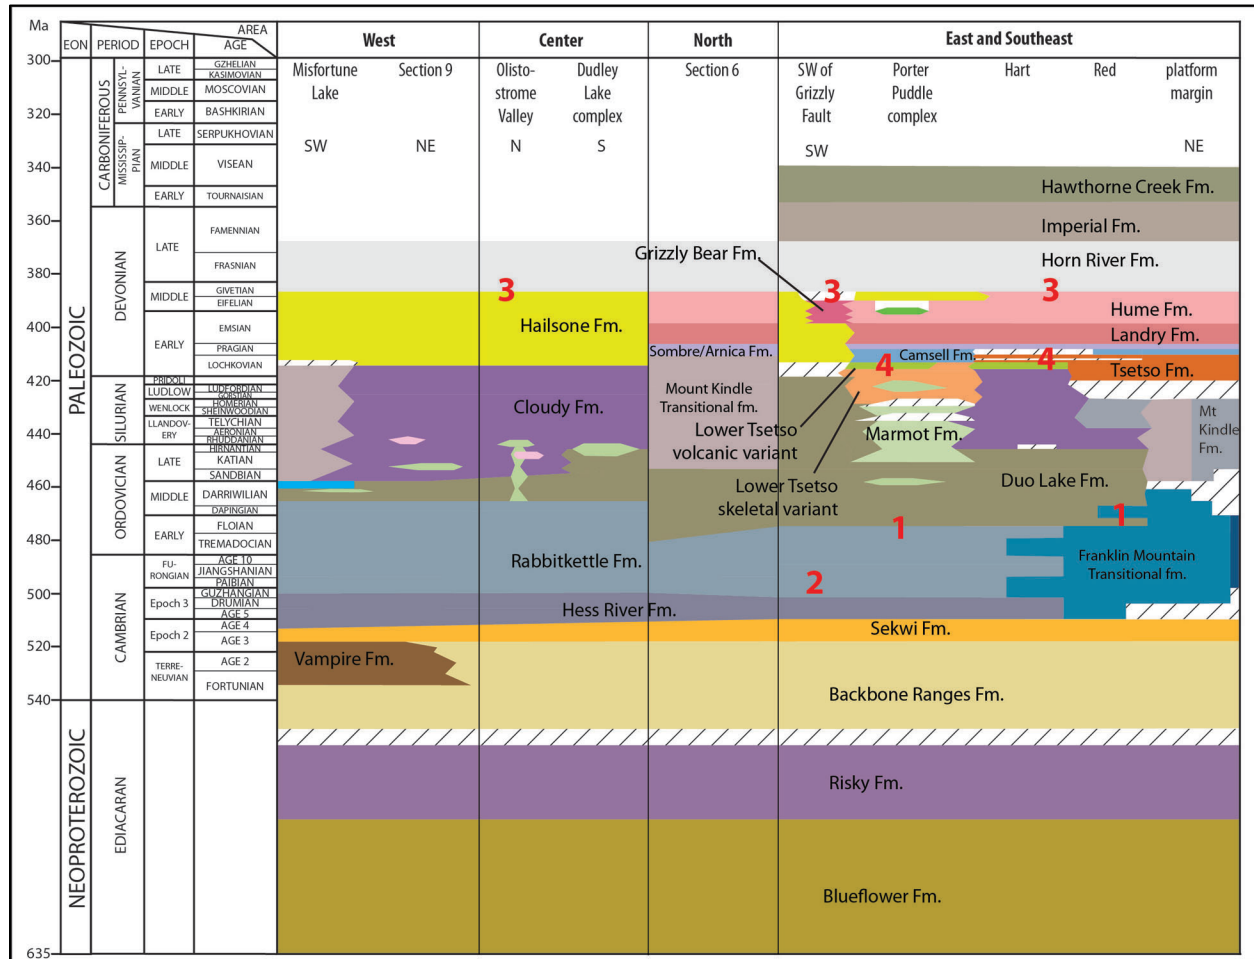 Ma
AREA
EON
PERIOD
EPOCH
AGE
West
Center
North
East and Southeast
Misfortune
Lake
SW
Section 9
NE
Olisto-
strome
Valley
N
Dudley
Lake
complex
S
Section 6
SW of
Grizzly
Fault
SW
Porter
Puddle
complex
Hart
Red
platform
margin
NE
300
320
340
360
380
400
420
440
460
480
500
520
540
635
PALEOZOIC
NEOPROTEROZOIC
CARBONIFEROUS
PENNSYL-
VANIAN
MISSISSIP-
PIAN
DEVONIAN
SILURIAN
ORDOVICIAN
CAMBRIAN
EDIACARAN
LATE
MIDDLE
EARLY
LATE
MIDDLE
EARLY
LATE
MIDDLE
EARLY
PRIDOLI
LUDLOW
WENLOCK
LLANDOV-
ERY
LATE
MIDDLE
EARLY
FU-
RONGIAN
Epoch 3
Epoch 2
TERRE-
NEUVIAN
GZHELIAN
KASIMOVIAN
MOSCOVIAN
BASHKIRIAN
SERPUKHOVIAN
VISEAN
TOURNAISIAN
FAMENNIAN
FRASNIAN
GIVETIAN
EIFELIAN
EMSIAN
PRAGIAN
LOCHKOVIAN
LUDFORDIAN
GORSTIAN
HOMERIAN
SHEINWOODIAN
TELYCHIAN
AERONIAN
RHUDDANIAN
HIRNANTIAN
KATIAN
SANDBIAN
DARRIWILIAN
DAPINGIAN
FLOIAN
TREMADOCIAN
AGE 10
JIANGSHANIAN
PAIBIAN
GUZHANGIAN
DRUMIAN
AGE 5
AGE 4
AGE 3
AGE 2
FORTUNIAN
Hawthorne Creek Fm.
Imperial Fm.
Grizzly Bear Fm.
Horn River Fm.
3
3
3
Hume Fm.
Hailsone Fm.
Landry Fm.
Sombre/Arnica Fm.
Camsell Fm.
4
4
Tsetso Fm.
Mount Kindle
Transitional fm.
Cloudy Fm.
Mt
Kindle
Fm.
Lower Tsetso
volcanic variant
Marmot Fm.
Lower Tsetso
skeletal variant
Duo Lake Fm.
1
1
Rabbitkettle Fm.
Franklin Mountain
Transitional fm.
2
Hess River Fm.
Sekwi Fm.
Vampire Fm.
Backbone Ranges Fm.
Risky Fm.
Blueflower Fm.